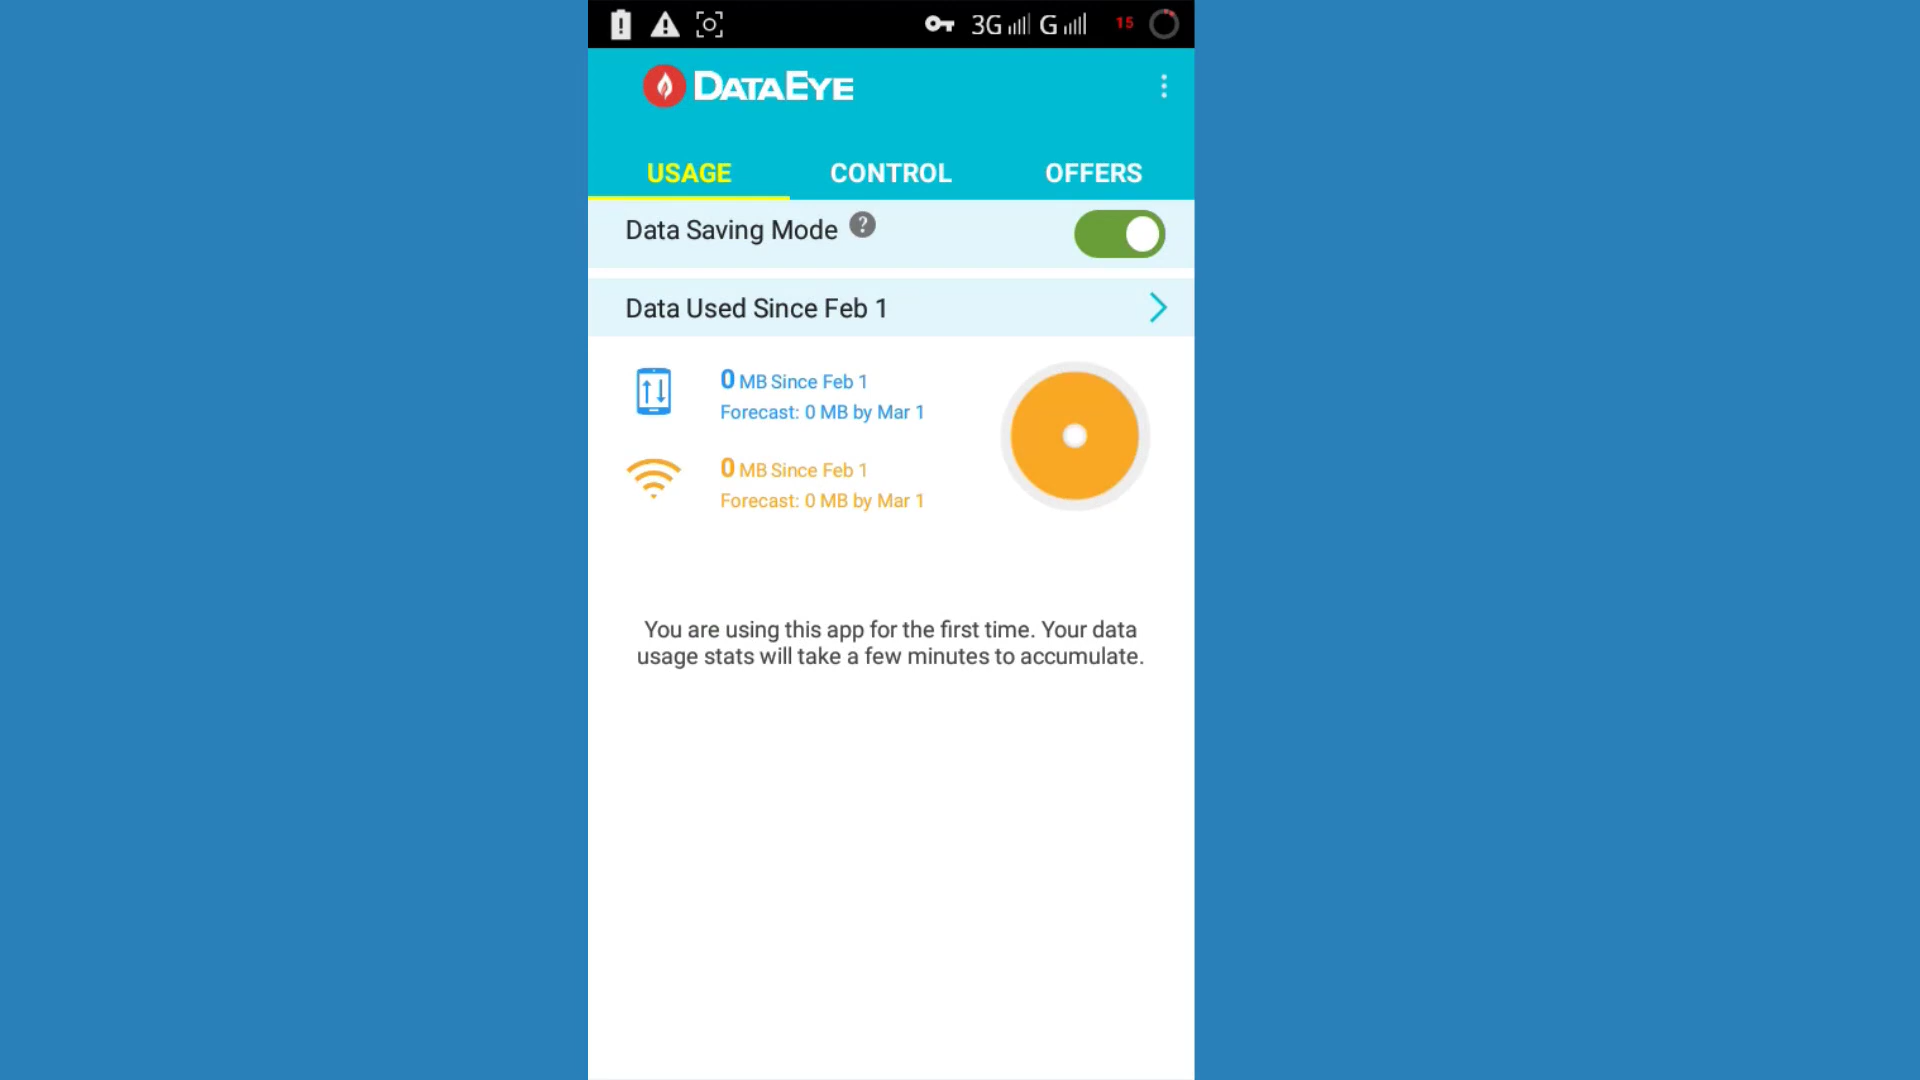 3G G 15
DATAEYE
USAGE CONTROL OFFERS
Data Saving Mode ?
Data Used Since Feb 1
0 MB Since Feb 1
Forecast: 0 MB by Mar 1
0 MB Since Feb 1
Forecast: 0 MB by Mar 1
You are using this app for the first time. Your data
usage stats will take a few minutes to accumulate.